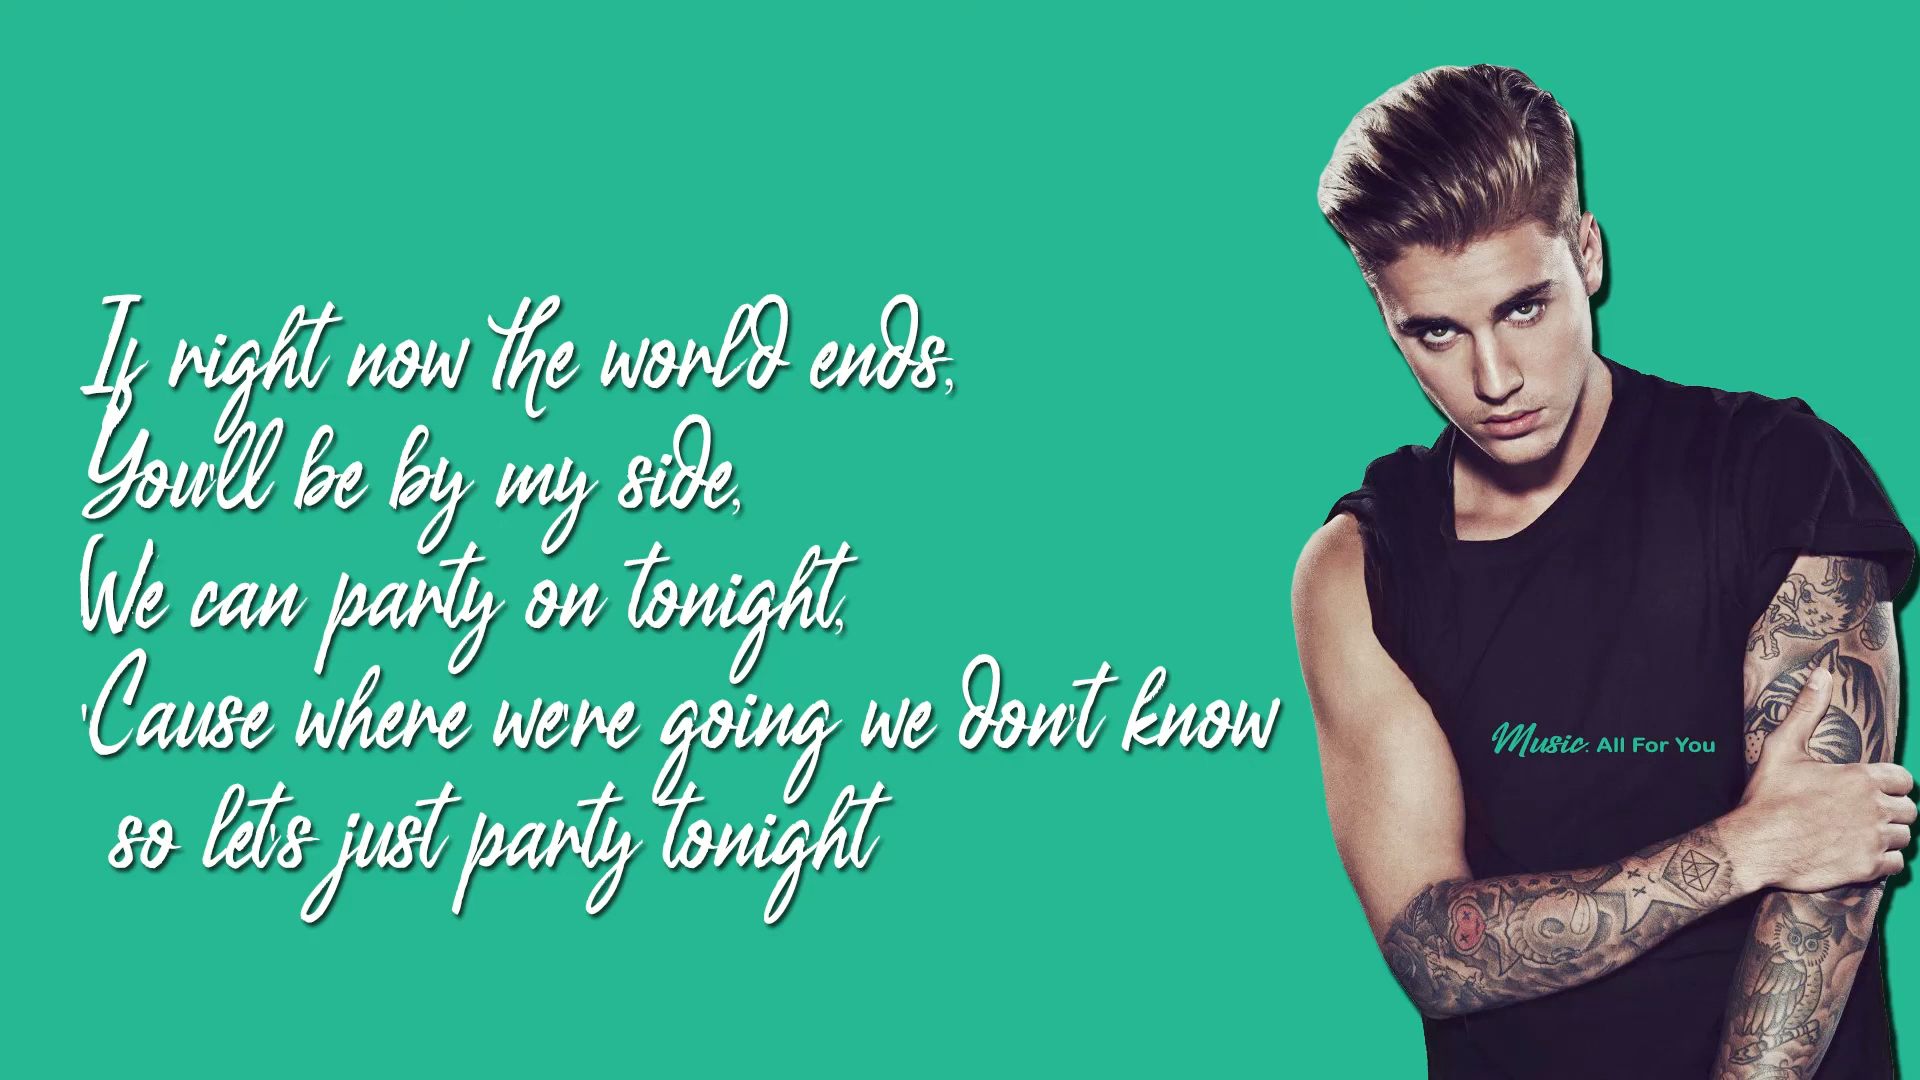 If right now the world ends,
You'll be by my side,
We can party on tonight,
'Cause where we're going we don't know
so let's just party tonight
Music. All For You